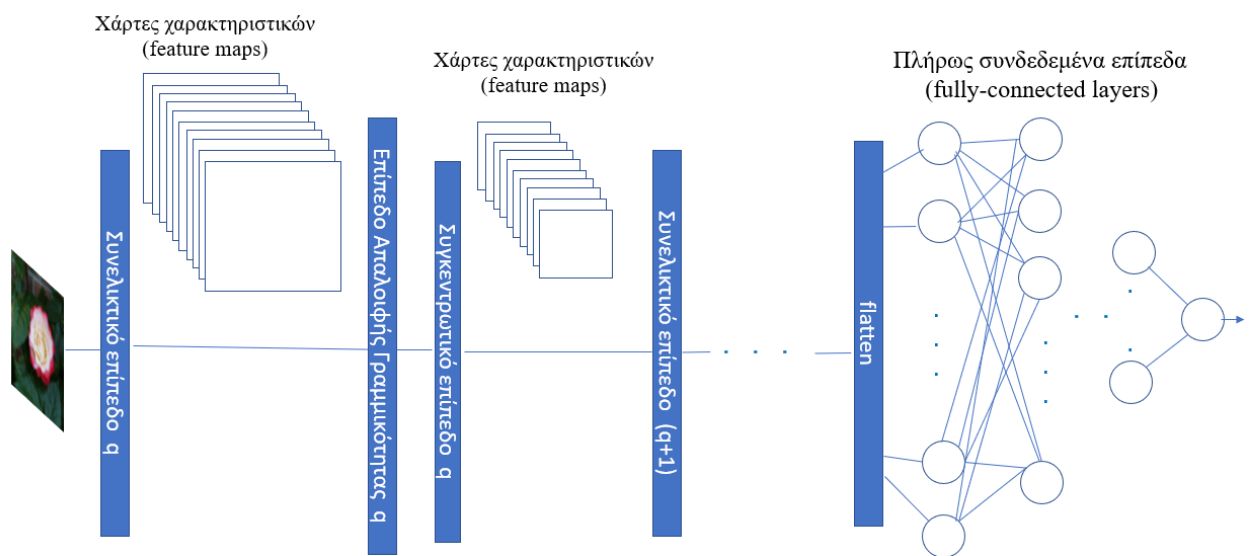 Χάρτες χαρακτηριστικών
(feature maps)
Χάρτες χαρακτηριστικών
(feature maps)
Πλήρως συνδεδεμένα επίπεδα
(fully-connected layers)
Συνελικτικό επίπεδο q
Επίπεδο Απαλοιφής Γραμμικότητας q
Συγκεντρωτικό επίπεδο q
Συνελικτικό επίπεδο (q+1)
flatten